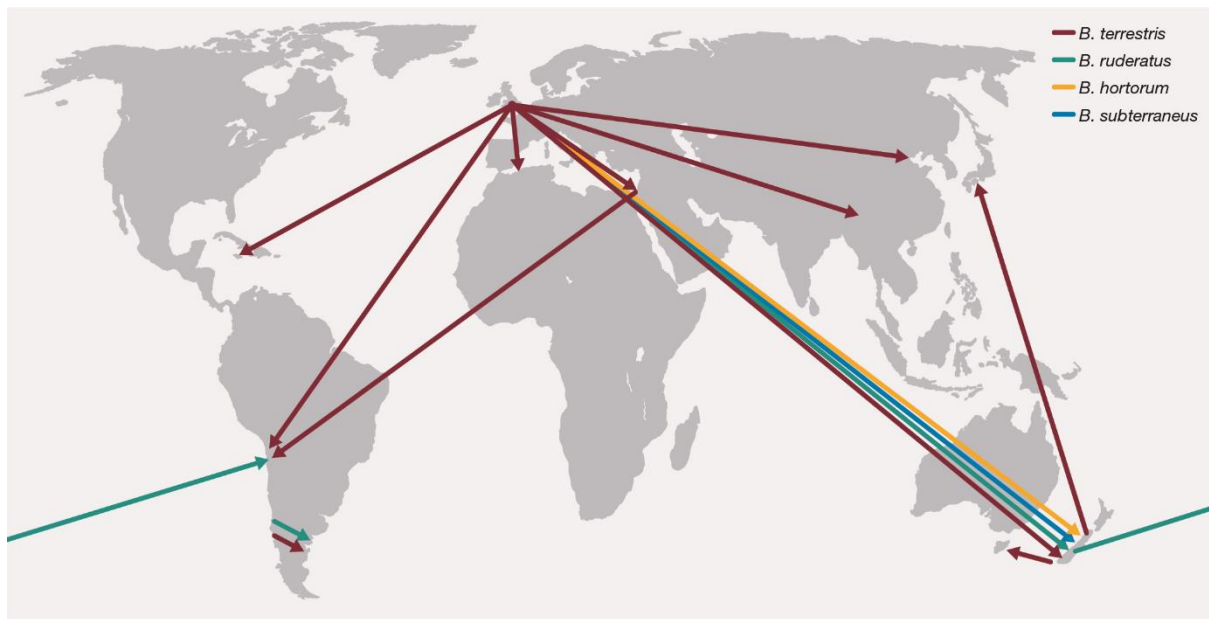 B. terrestris
B. ruderatus
B. hortorum
B. subterraneus